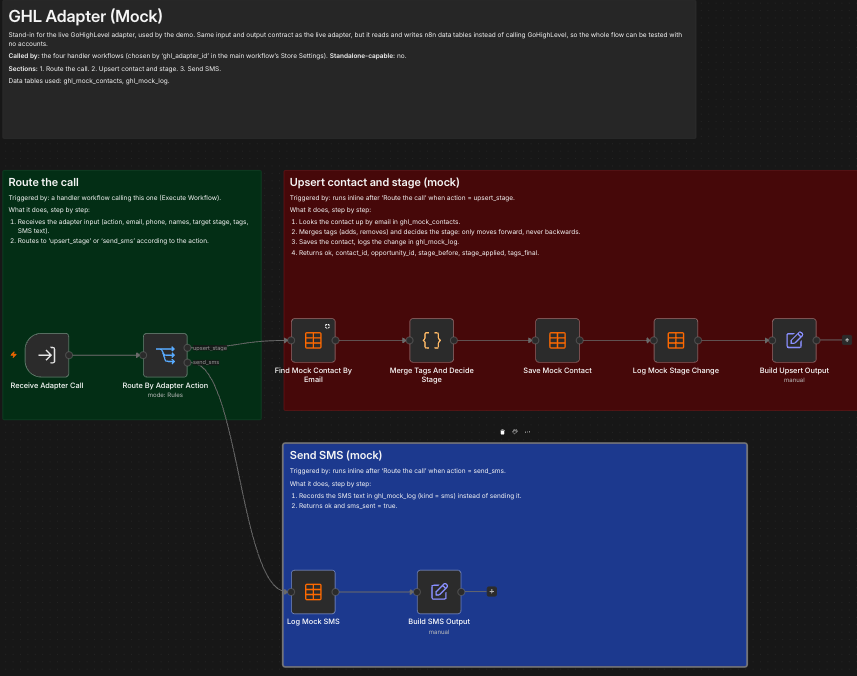 GHL Adapter (Mock)
Stand-in for the live GoHighLevel adapter, used by the demo. Same input and output contract as the live adapter, but it reads and writes n8n data tables instead of calling GoHighLevel, so the whole flow can be tested with
no accounts.
Called by: the four handler workflows (chosen by 'ghl_adapter_id' in the main workflow's Store Settings). Standalone-capable: no.
Sections: 1. Route the call. 2. Upsert contact and stage. 3. Send SMS.
Data tables used: ghl_mock_contacts, ghl_mock_log.
Route the call
Triggered by: a handler workflow calling this one (Execute Workflow).
What it does, step by step:
1. Receives the adapter input (action, email, phone, names, target stage, tags,
SMS text).
2. Routes to 'upsert_stage' or 'send_sms' according to the action.
Receive Adapter Call
Route By Adapter Action
mode: Rules
upsert_stage
send_sms
Upsert contact and stage (mock)
Triggered by: runs inline after 'Route the call' when action = upsert_stage.
What it does, step by step:
1. Looks the contact up by email in ghl_mock_contacts.
2. Merges tags (adds, removes) and decides the stage: only moves forward, never backwards.
3. Saves the contact, logs the change in ghl_mock_log.
4. Returns ok, contact_id, opportunity_id, stage_before, stage_applied, tags_final.
Find Mock Contact By
Email
Merge Tags And Decide
Stage
Save Mock Contact
Log Mock Stage Change
Build Upsert Output
manual
Send SMS (mock)
Triggered by: runs inline after 'Route the call' when action = send_sms.
What it does, step by step:
1. Records the SMS text in ghl_mock_log (kind = sms) instead of sending it.
2. Returns ok and sms_sent = true.
Log Mock SMS
Build SMS Output
manual